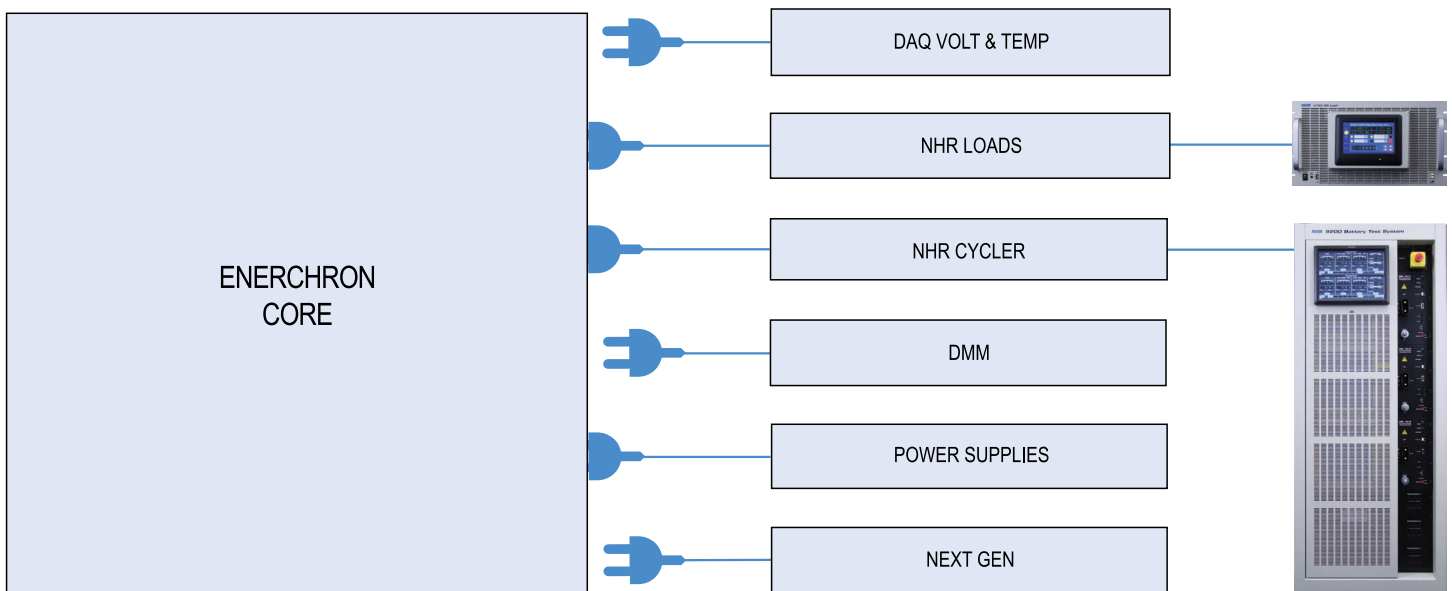 ENERCHRON
CORE
DAQ VOLT & TEMP
NHR LOADS
NHR CYCLER
DMM
POWER SUPPLIES
NEXT GEN
9200 Battery Test System